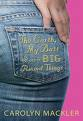 The Earth,
My Butt
and Other BIG
Round Things
CAROLYN MACKLER